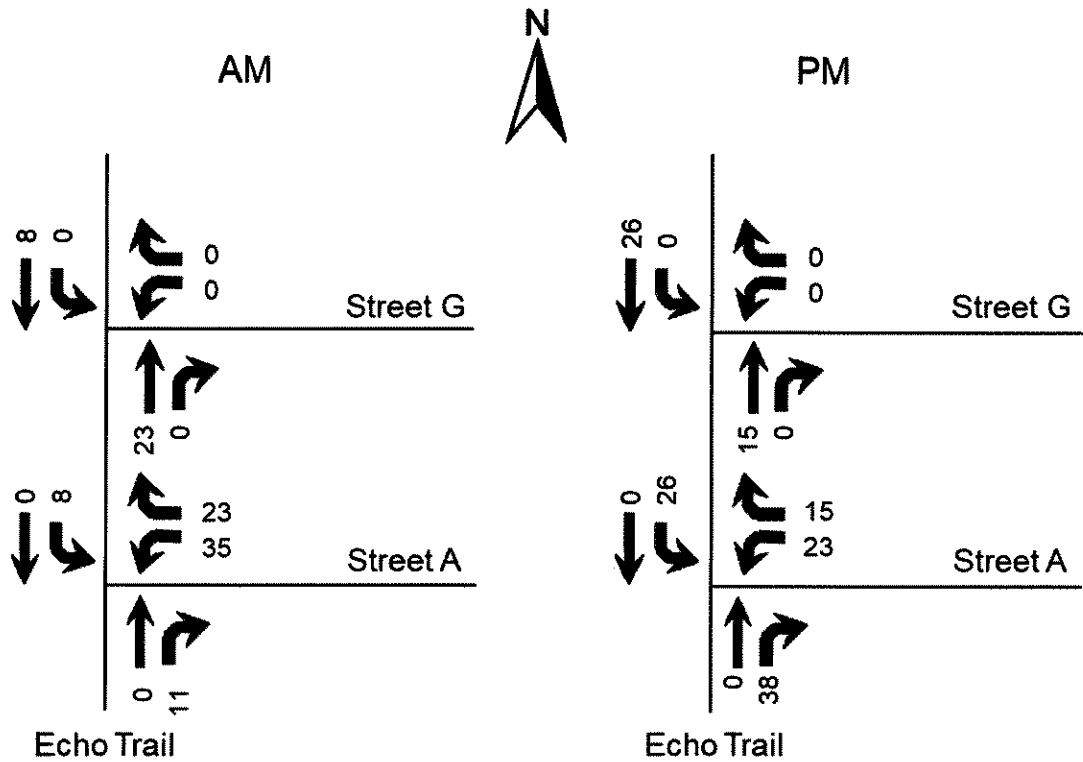 N
AM
PM
8 0
0
0
Street G
23 0
0 8
23
35
Street A
0 11
Echo Trail
26 0
0
0
Street G
15 0
0 26
15
23
Street A
0 38
Echo Trail